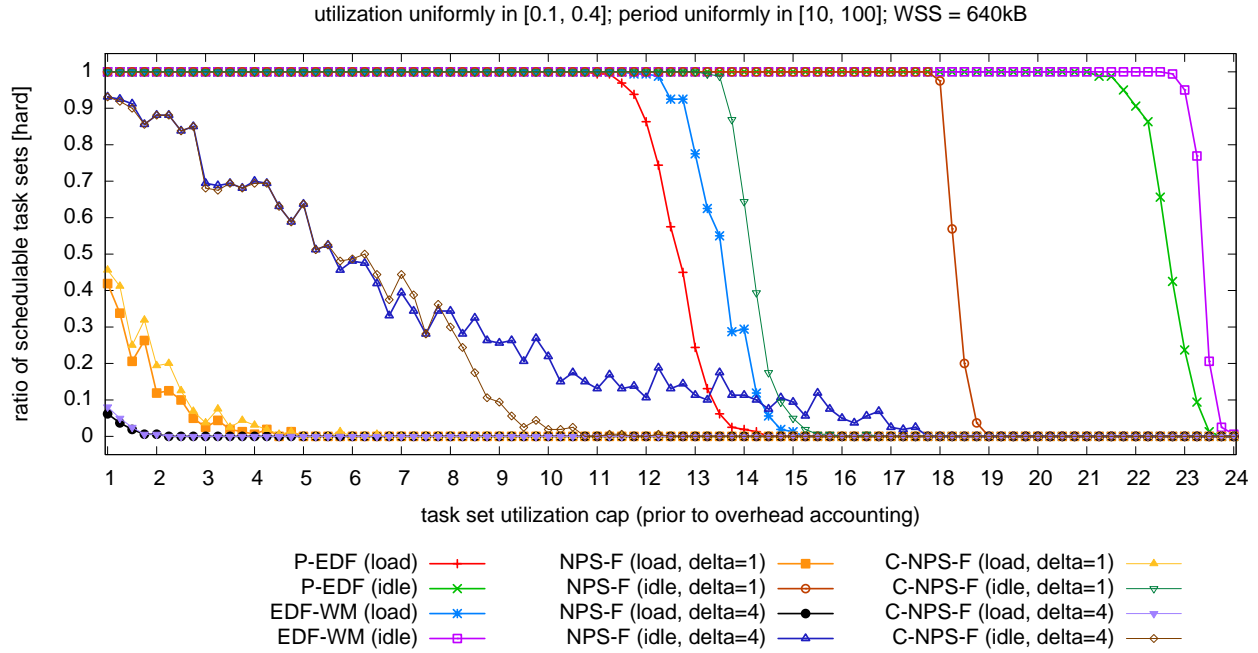 utilization uniformly in [0.1, 0.4]; period uniformly in [10, 100]; WSS = 640kB
ratio of schedulable task sets [hard]
1
0.9
0.8
0.7
0.6
0.5
0.4
0.3
0.2
0.1
0
1 2 3 4 5 6 7 8 9 10 11 12 13 14 15 16 17 18 19 20 21 22 23 24
task set utilization cap (prior to overhead accounting)
P-EDF (load) NPS-F (load, delta=1) C-NPS-F (load, delta=1)
P-EDF (idle) NPS-F (idle, delta=1) C-NPS-F (idle, delta=1)
EDF-WM (load) NPS-F (load, delta=4) C-NPS-F (load, delta=4)
EDF-WM (idle) NPS-F (idle, delta=4) C-NPS-F (idle, delta=4)